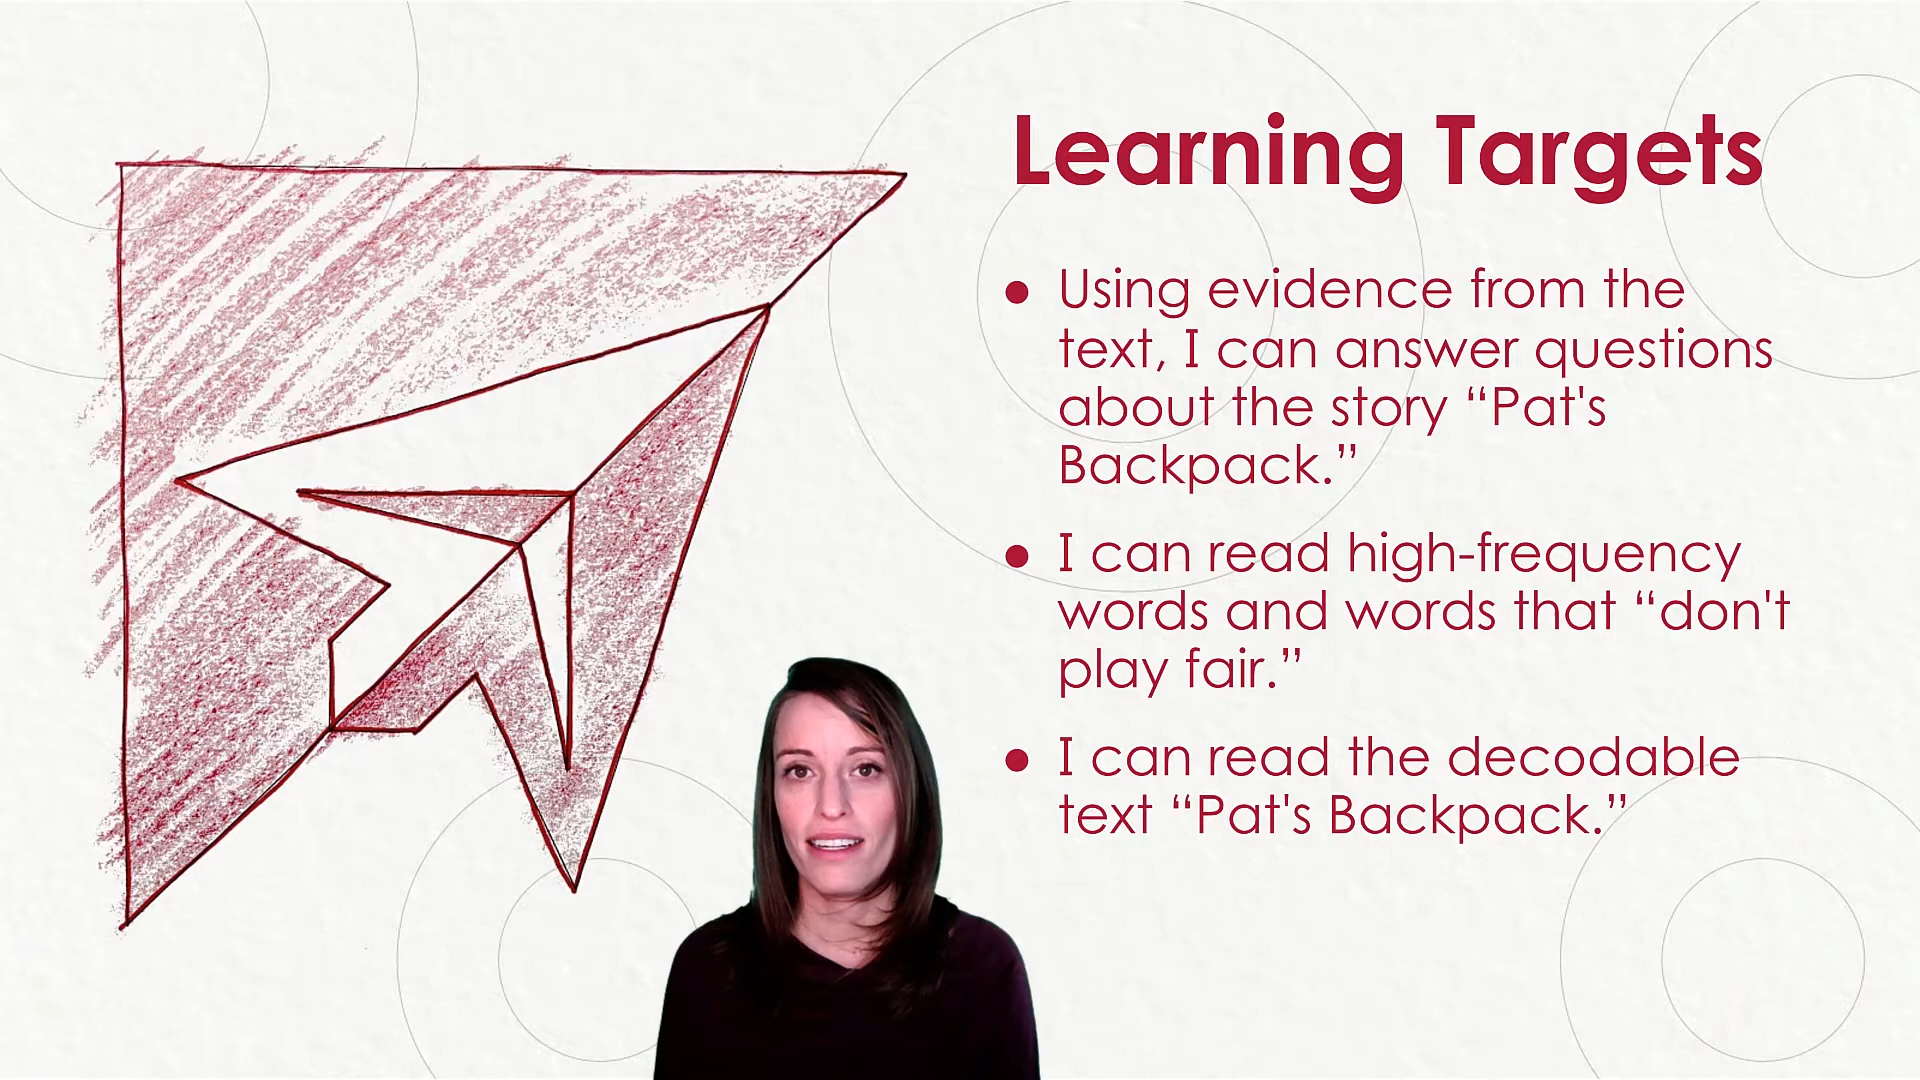 Learning Targets
● Using evidence from the
text, I can answer questions
about the story “Pat's
Backpack.”
● I can read high-frequency
words and words that “don't
play fair.”
● I can read the decodable
text “Pat's Backpack.”